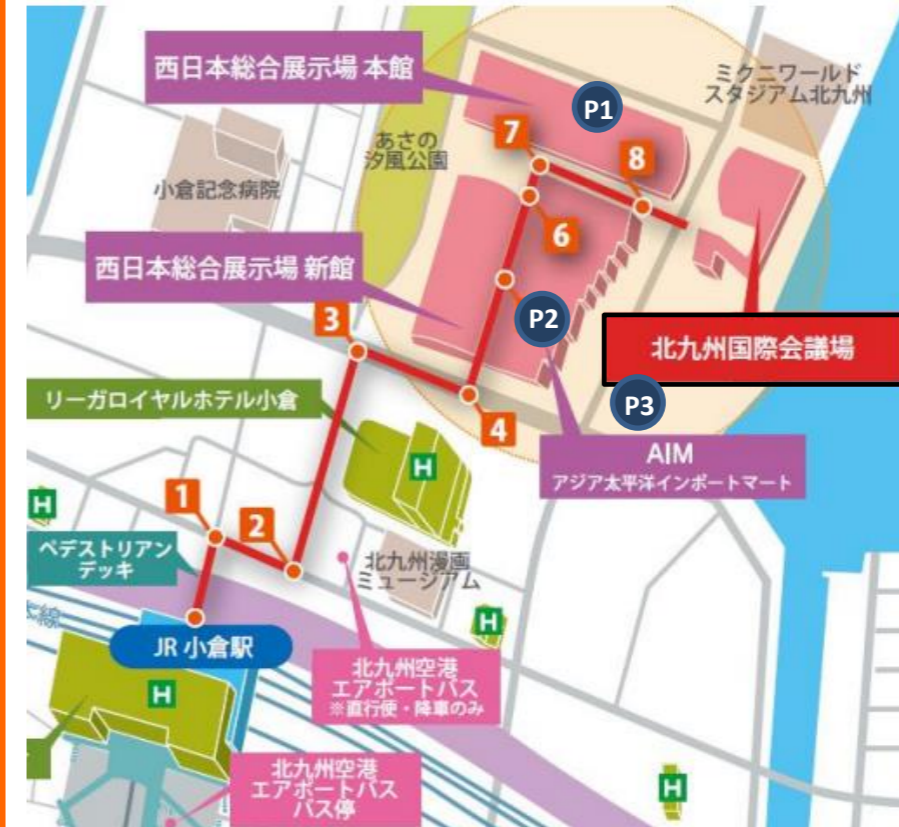 西日本総合展示場 本館
P1
ミクニワールド
スタジアム北九州
あさの
汐風公園
7
8
小倉記念病院
6
西日本総合展示場 新館
3
P2
北九州国際会議場
リーガロイヤルホテル小倉
4
P3
AIM
アジア太平洋インポートマート
H
1
2
H
ペデストリアン
デッキ
北九州漫画
ミュージアム
H
JR 小倉駅
H
北九州空港
エアポートバス
※直行便・降車のみ
北九州空港
エアポートバス
バス停
H